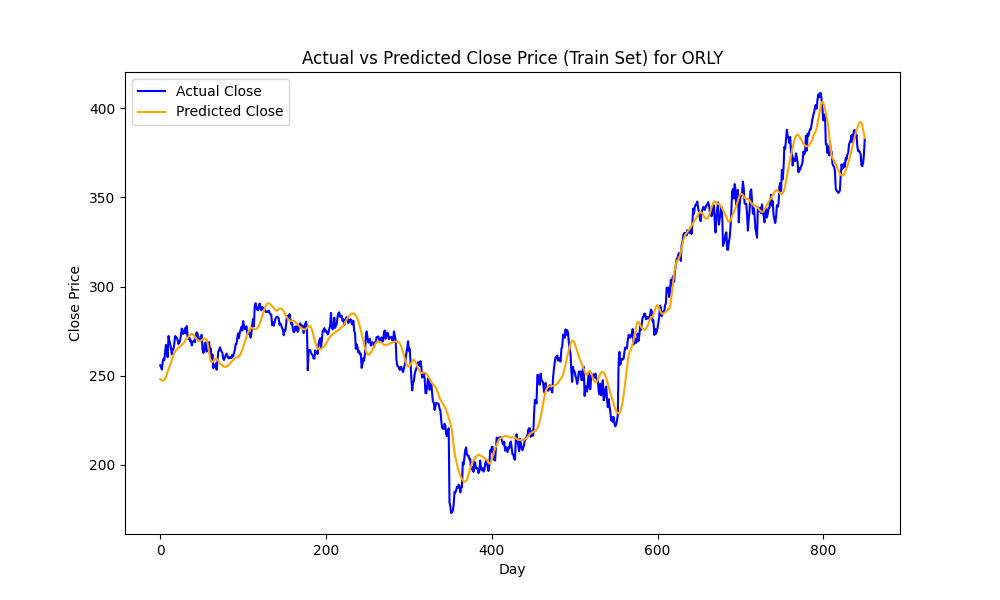 Actual vs Predicted Close Price (Train Set) for ORLY
Actual Close
Predicted Close
Close Price
400
350
300
250
200
0 200 400 600 800
Day